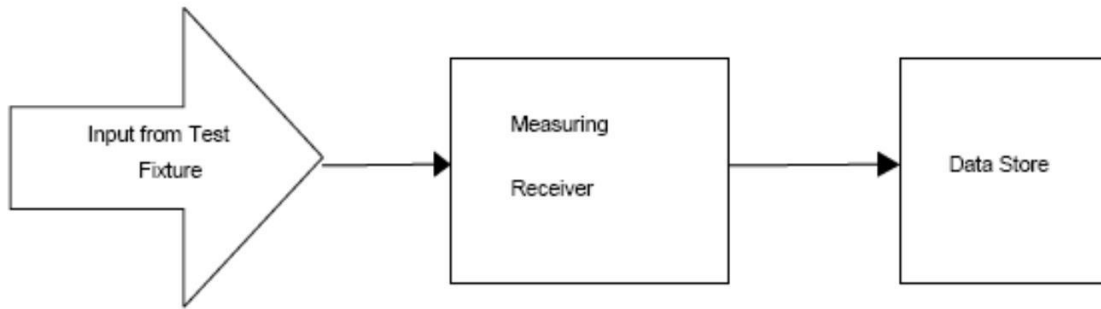 Input from Test
Fixture
Measuring
Receiver
Data Store